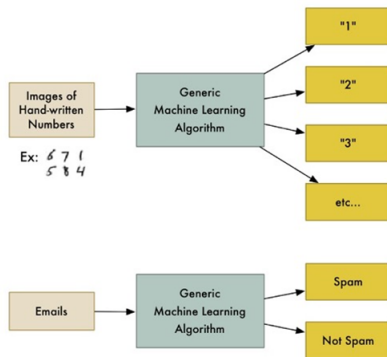 Images of
Hand-written
Numbers
Ex: 6 7 1
5 8 4
Generic
Machine Learning
Algorithm
"1"
"2"
"3"
etc...
Emails
Generic
Machine Learning
Algorithm
Spam
Not Spam